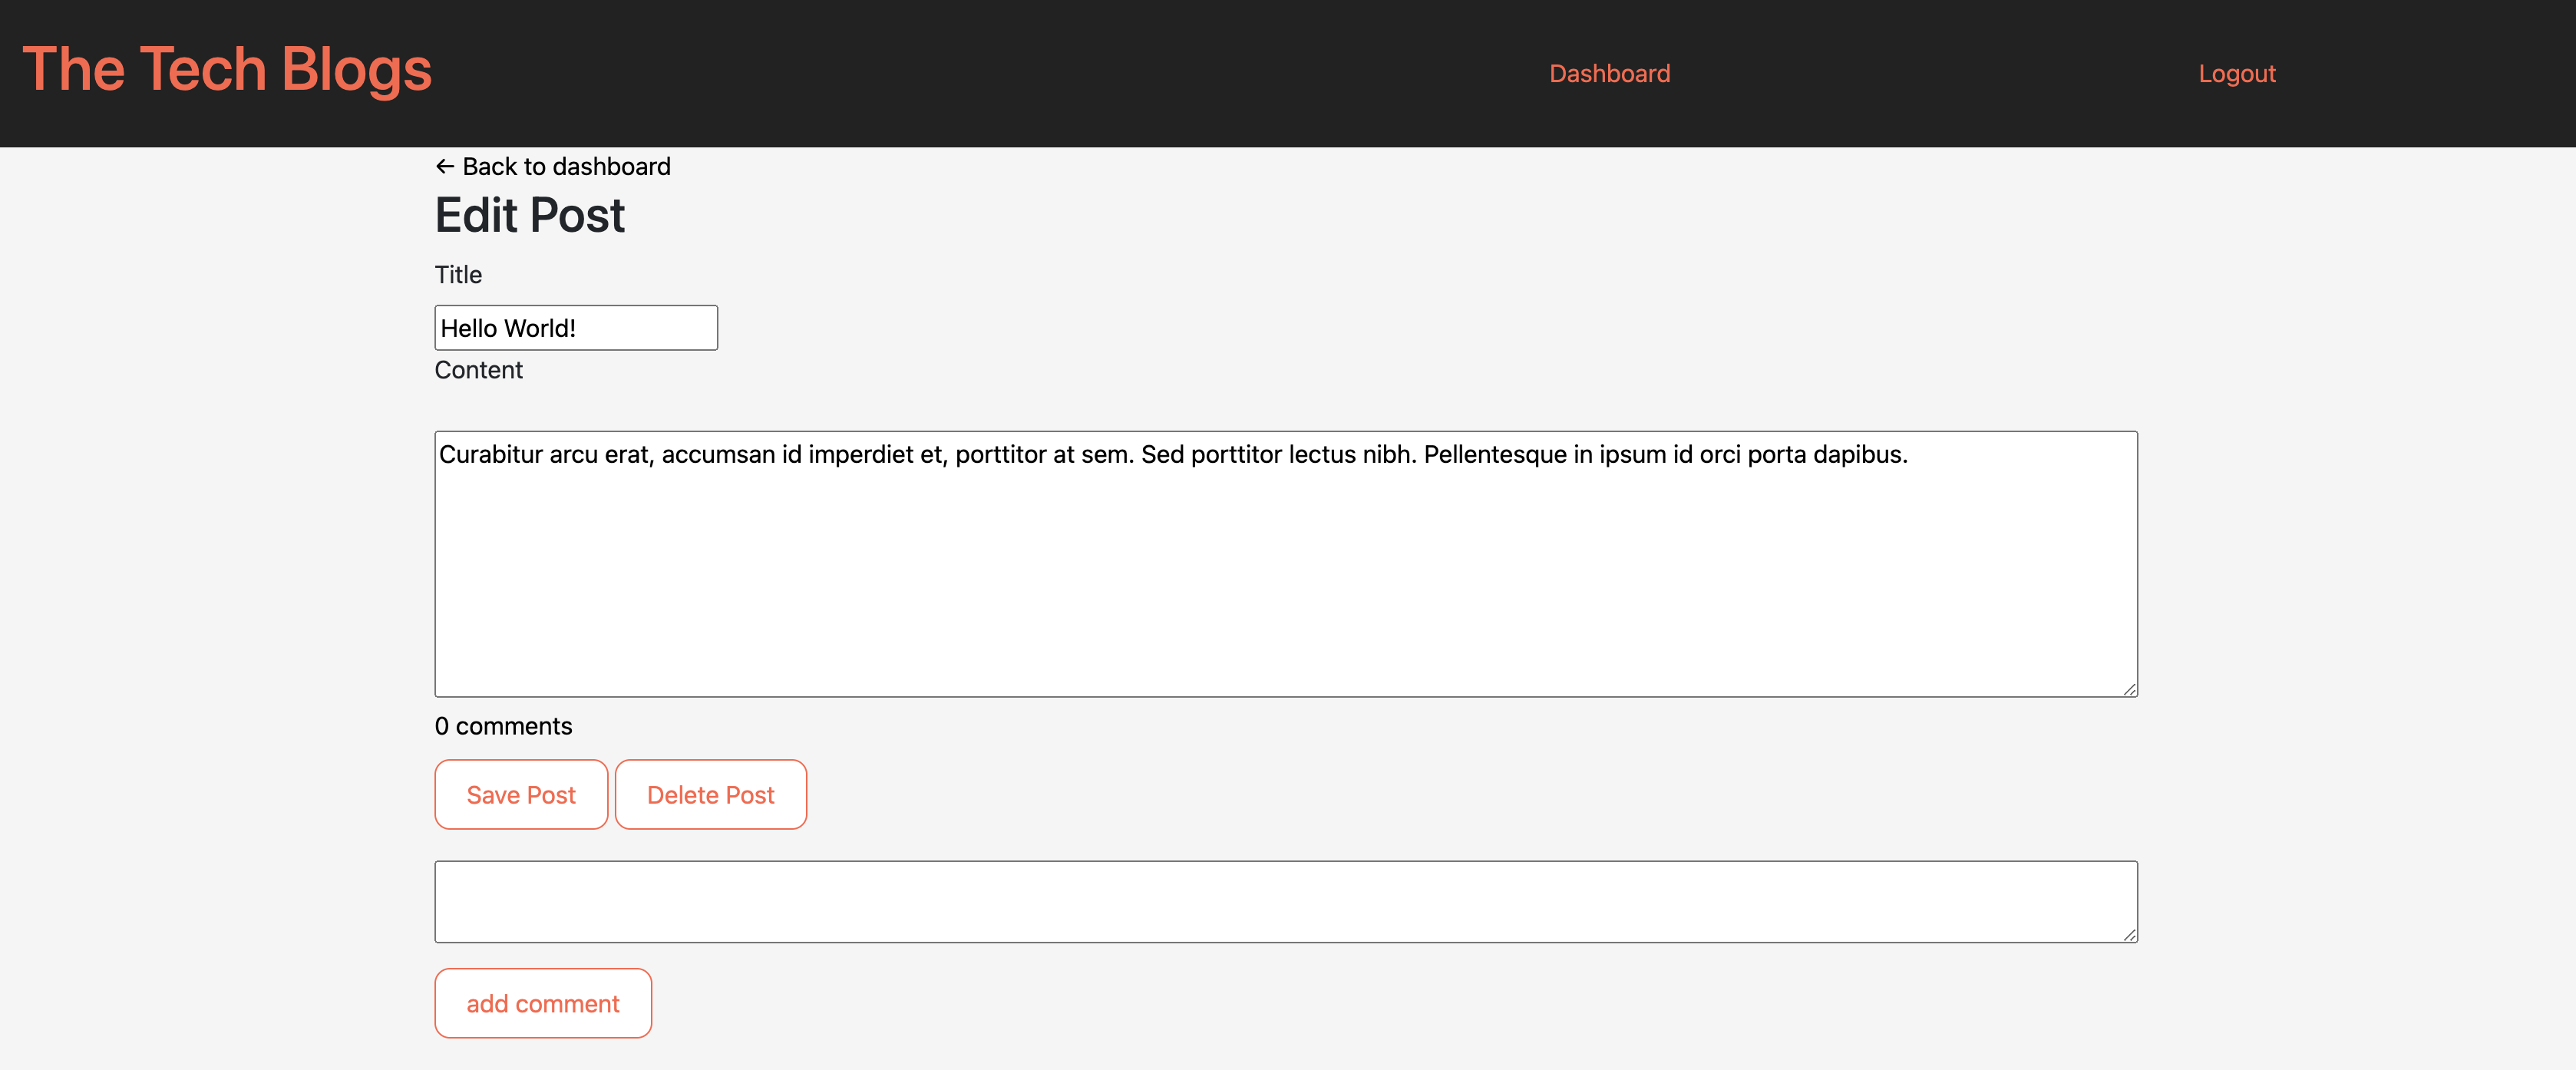 The Tech Blogs
Dashboard
Logout
← Back to dashboard
Edit Post
Title
Hello World!
Content
Curabitur arcu erat, accumsan id imperdiet et, porttitor at sem. Sed porttitor lectus nibh. Pellentesque in ipsum id orci porta dapibus.
0 comments
Save Post
Delete Post
add comment